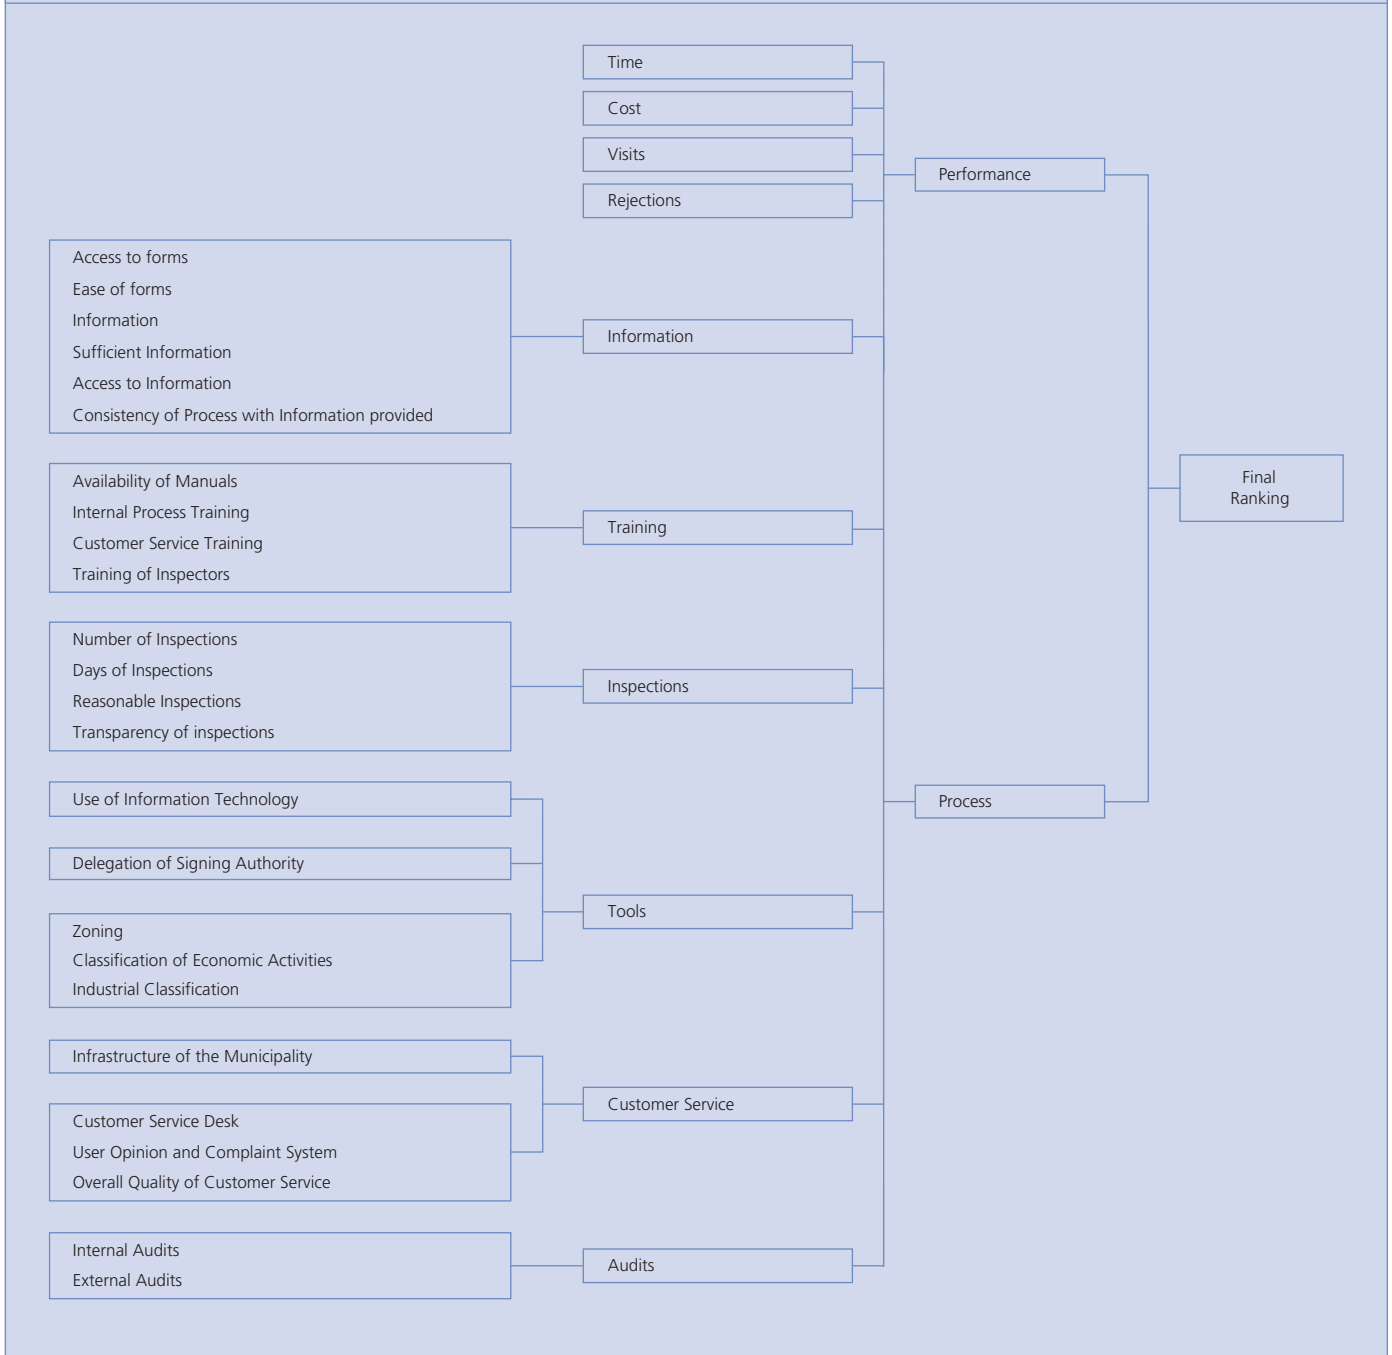 Time
Cost
Visits
Rejections
Performance
Access to forms
Ease of forms
Information
Sufficient Information
Access to Information
Consistency of Process with Information provided
Information
Availability of Manuals
Internal Process Training
Customer Service Training
Training of Inspectors
Training
Final
Ranking
Number of Inspections
Days of Inspections
Reasonable Inspections
Transparency of inspections
Inspections
Use of Information Technology
Process
Delegation of Signing Authority
Zoning
Classification of Economic Activities
Industrial Classification
Tools
Infrastructure of the Municipality
Customer Service Desk
User Opinion and Complaint System
Overall Quality of Customer Service
Customer Service
Internal Audits
External Audits
Audits